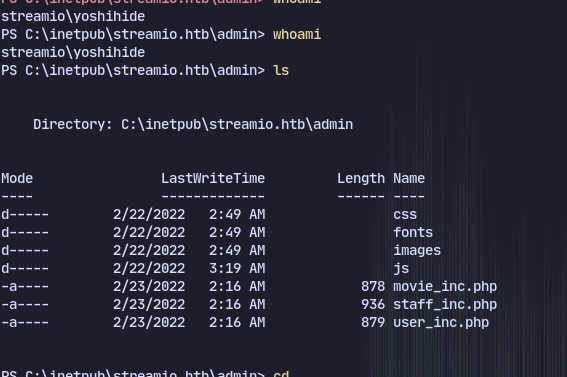 PS C:\inetpub\streamio.htb\admin> whoami
streamio\yoshihide
PS C:\inetpub\streamio.htb\admin> whoami
streamio\yoshihide
PS C:\inetpub\streamio.htb\admin> ls
Directory: C:\inetpub\streamio.htb\admin
Mode                LastWriteTime         Length Name
----                -------------         ------ ----
d-----        2/22/2022   2:49 AM                css
d-----        2/22/2022   2:49 AM                fonts
d-----        2/22/2022   2:49 AM                images
d-----        2/22/2022   3:19 AM                js
-a----        2/23/2022   2:16 AM            878 movie_inc.php
-a----        2/23/2022   2:16 AM            936 staff_inc.php
-a----        2/23/2022   2:16 AM            879 user_inc.php
PS C:\inetpub\streamio.htb\admin> cd